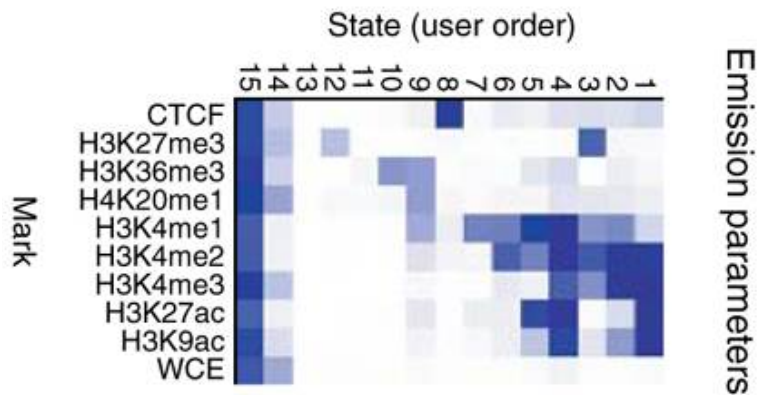 State (user order)
15 14 13 12 11 10 9 8 7 6 5 4 3 2 1
CTCF
H3K27me3
H3K36me3
H4K20me1
H3K4me1
H3K4me2
H3K4me3
H3K27ac
H3K9ac
WCE
Mark
Emission parameters